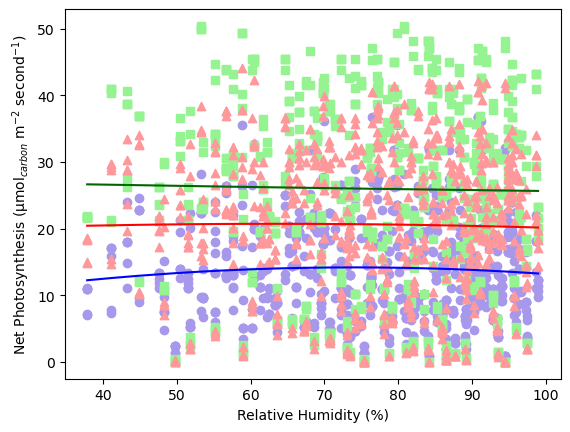 50
40
30
20
10
0
Net Photosynthesis (μmol$_{carbon}$ m$^{-2}$ second$^{-1}$)
40 50 60 70 80 90 100
Relative Humidity (%)